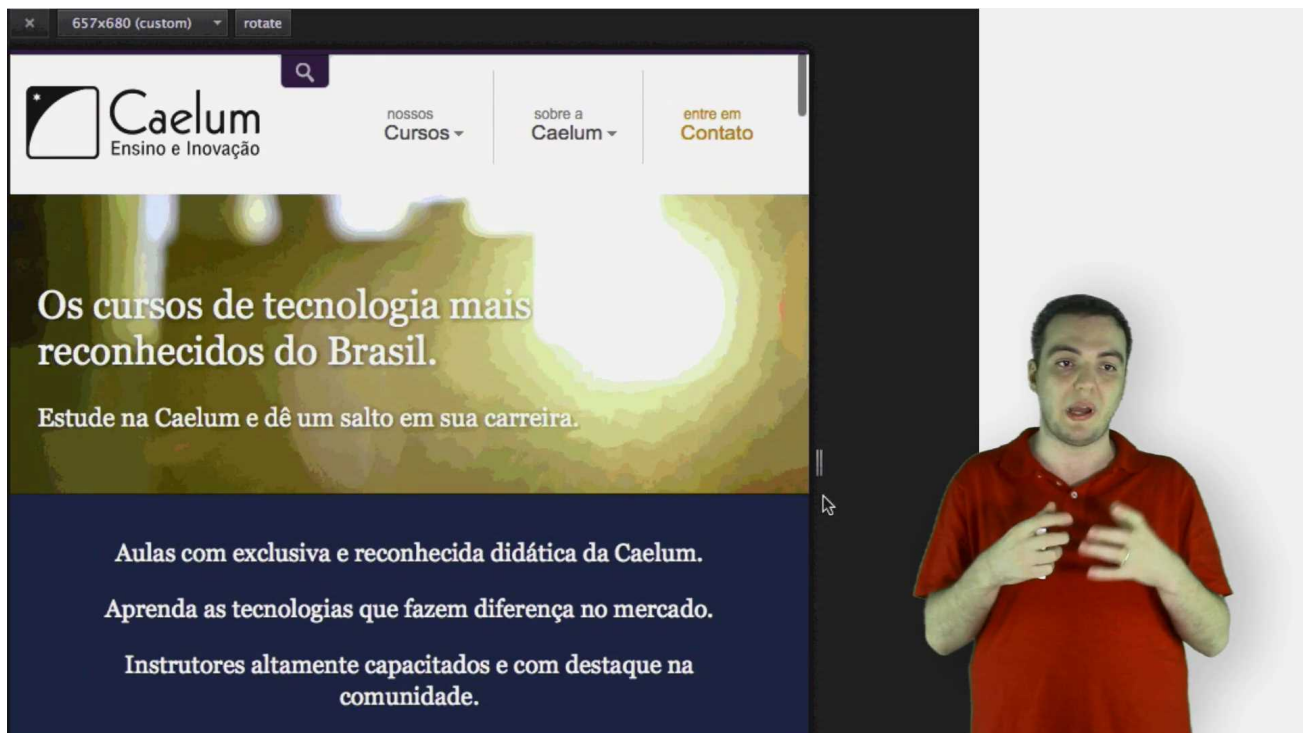 × 657x680 (custom) rotate
Caelum
Ensino e Inovação
nossos
Cursos
sobre a
Caelum
entre em
Contato
Os cursos de tecnologia mais
reconhecidos do Brasil.
Estude na Caelum e dê um salto em sua carreira.
Aulas com exclusiva e reconhecida didática da Caelum.
Aprenda as tecnologias que fazem diferença no mercado.
Instrutores altamente capacitados e com destaque na
comunidade.